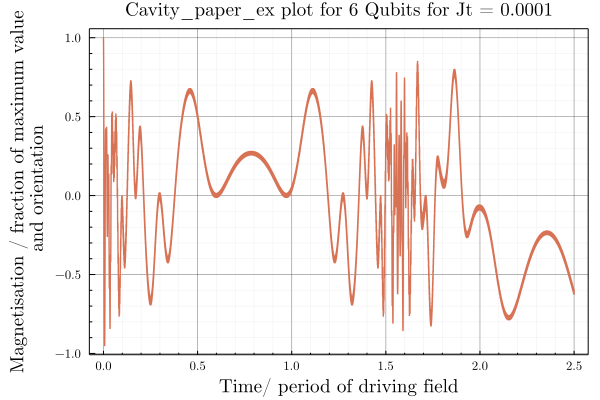 Cavity_paper_ex plot for 6 Qubits for Jt = 0.0001
Magnetisation / fraction of maximum value
and orientation
1.0
0.5
0.0
−0.5
−1.0
0.0 0.5 1.0 1.5 2.0 2.5
Time/ period of driving field